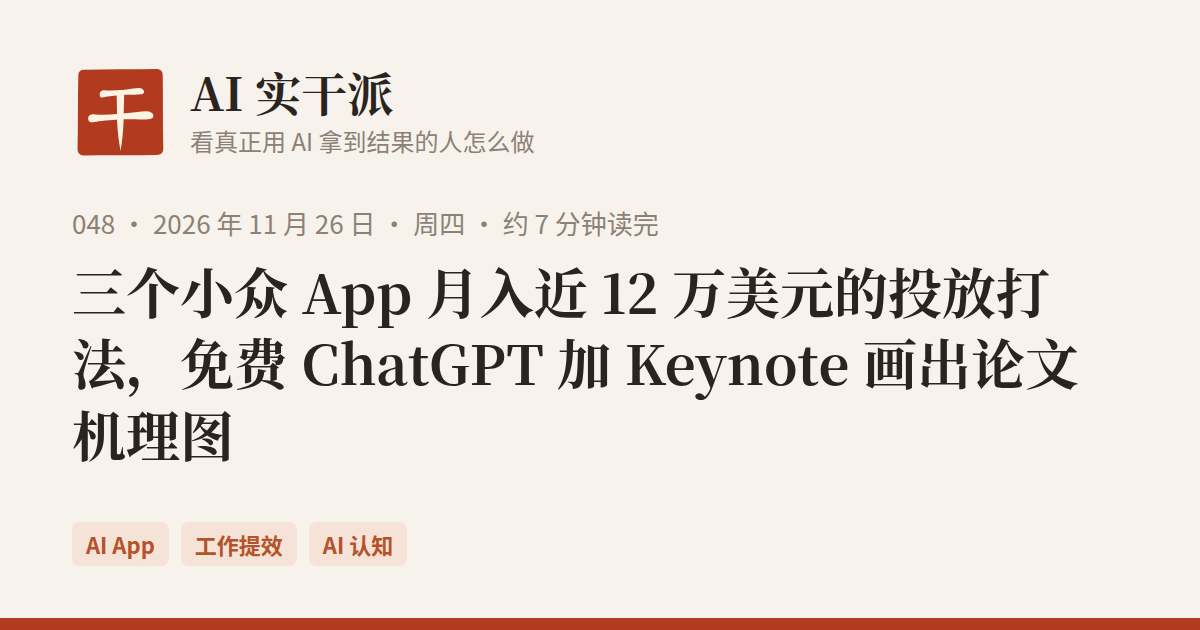 干
AI 实干派
看真正用 AI 拿到结果的人怎么做
048 · 2026 年 11 月 26 日 · 周四 · 约 7 分钟读完
三个小众 App 月入近 12 万美元的投放打
法，免费 ChatGPT 加 Keynote 画出论文
机理图
AI App
工作提效
AI 认知